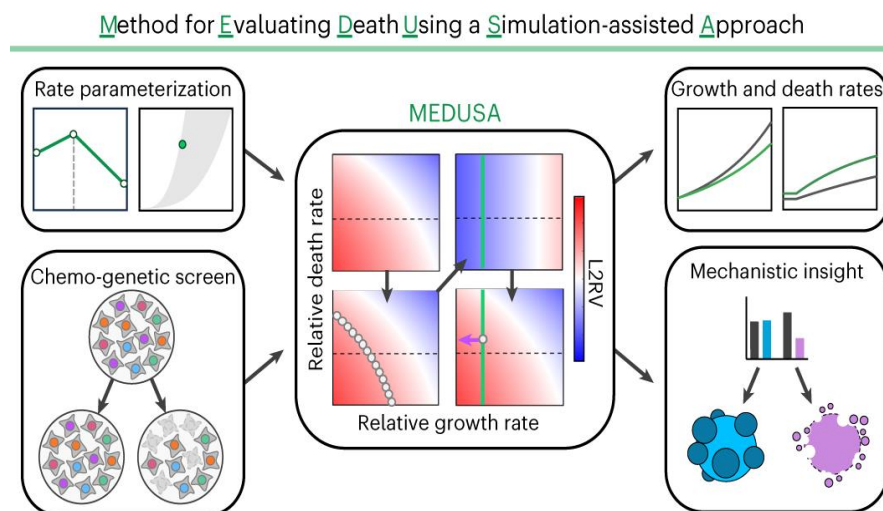 Method for Evaluating Death Using a Simulation-assisted Approach
Rate parameterization
Chemo-genetic screen
MEDUSA
Relative death rate
Relative growth rate
L2RV
Growth and death rates
Mechanistic insight